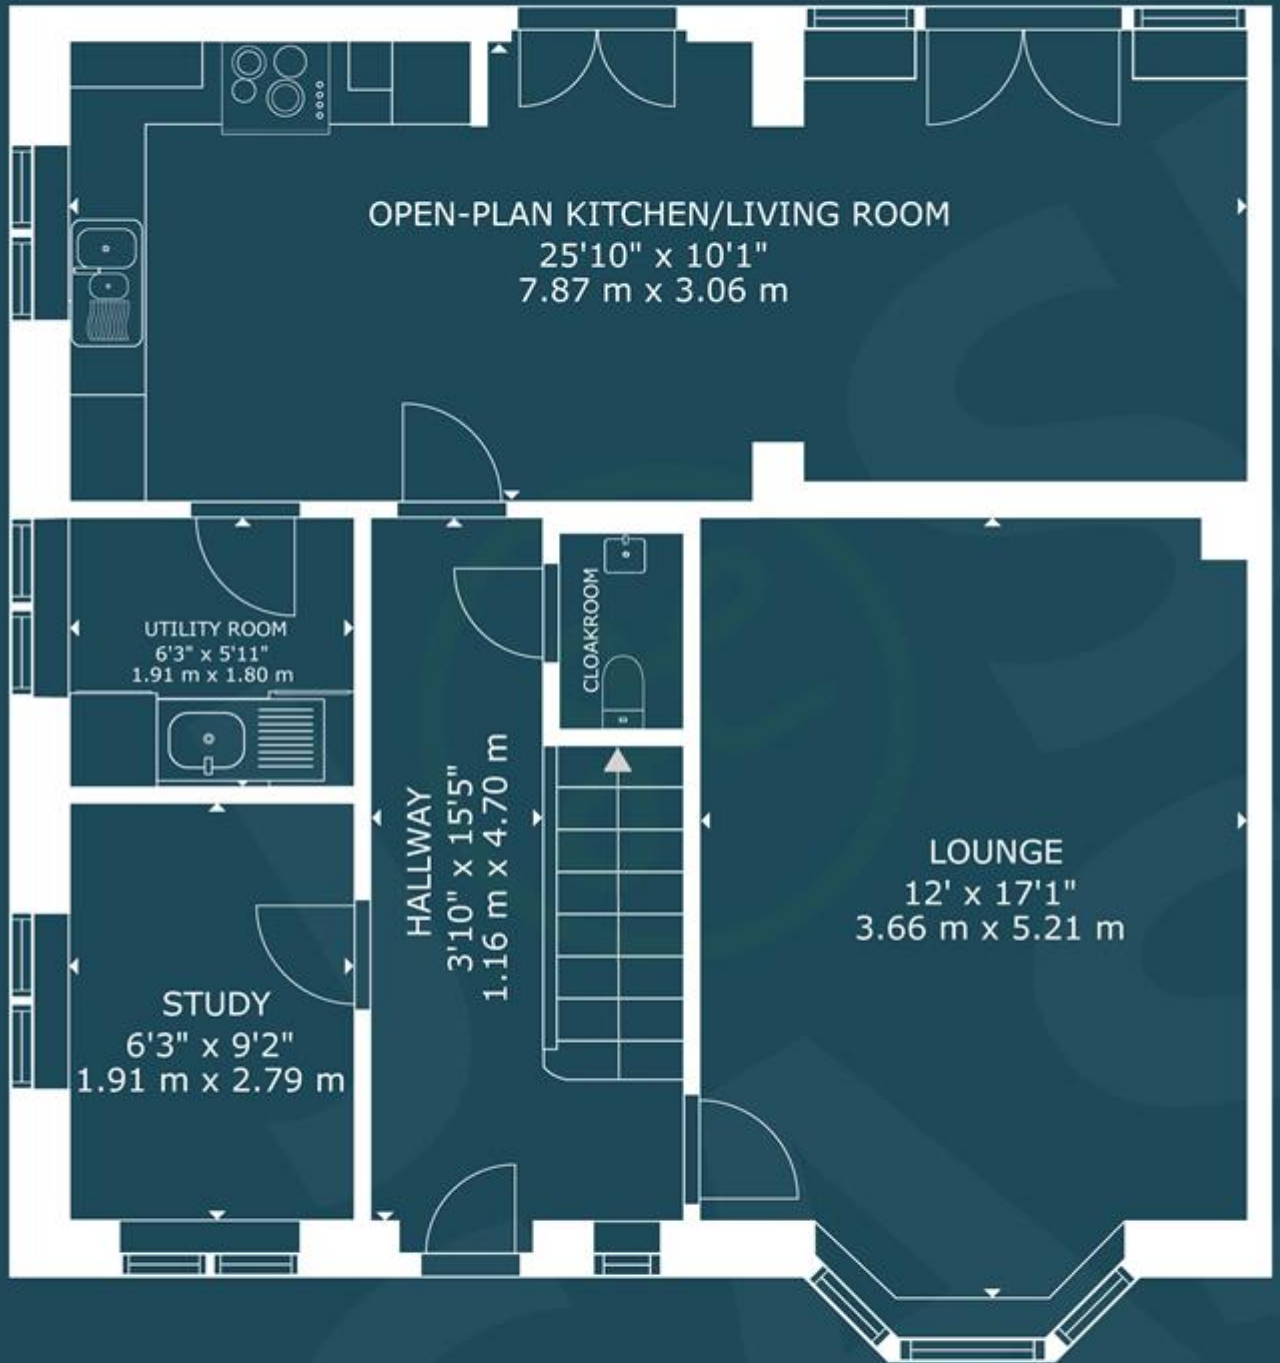 OPEN-PLAN KITCHEN/LIVING ROOM
25'10" x 10'1"
7.87 m x 3.06 m
UTILITY ROOM
6'3" x 5'11"
1.91 m x 1.80 m
CLOAKROOM
HALLWAY
3'10" x 15'5"
1.16 m x 4.70 m
LOUNGE
12' x 17'1"
3.66 m x 5.21 m
STUDY
6'3" x 9'2"
1.91 m x 2.79 m